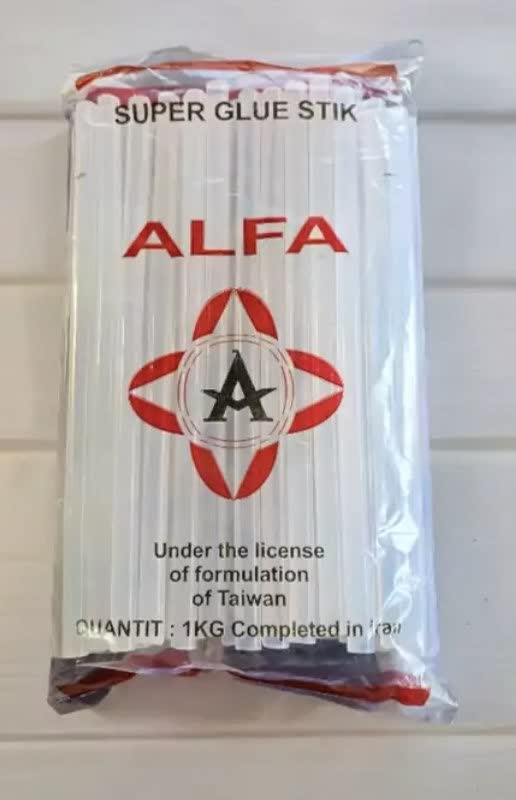 SUPER GLUE STIK
ALFA
A
Under the license
of formulation
of Taiwan
QUANTIT : 1KG Completed in Iran